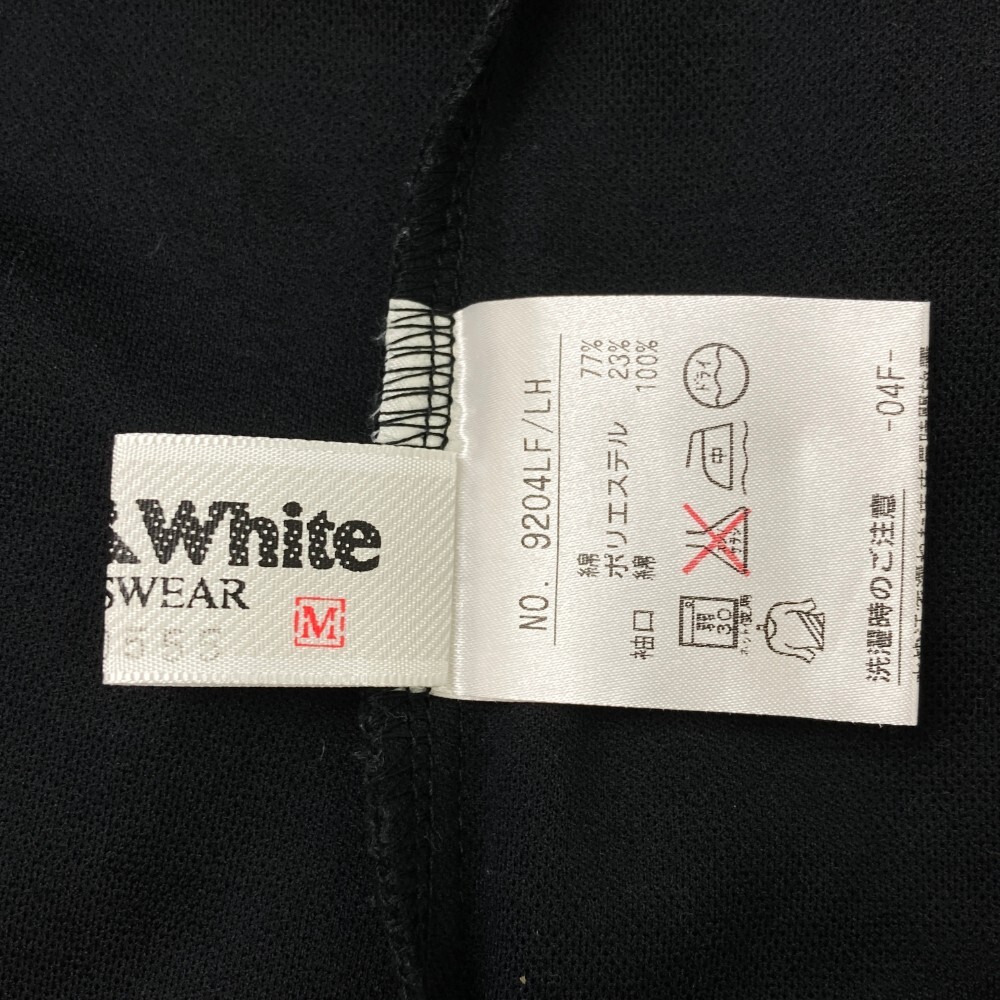 &White
SWEAR
M
NO. 9204LF/LH
綿 77%
ポリエステル 23%
袖口 綿 100%
ドライ
中
30
洗濯時のご注意
-04F-